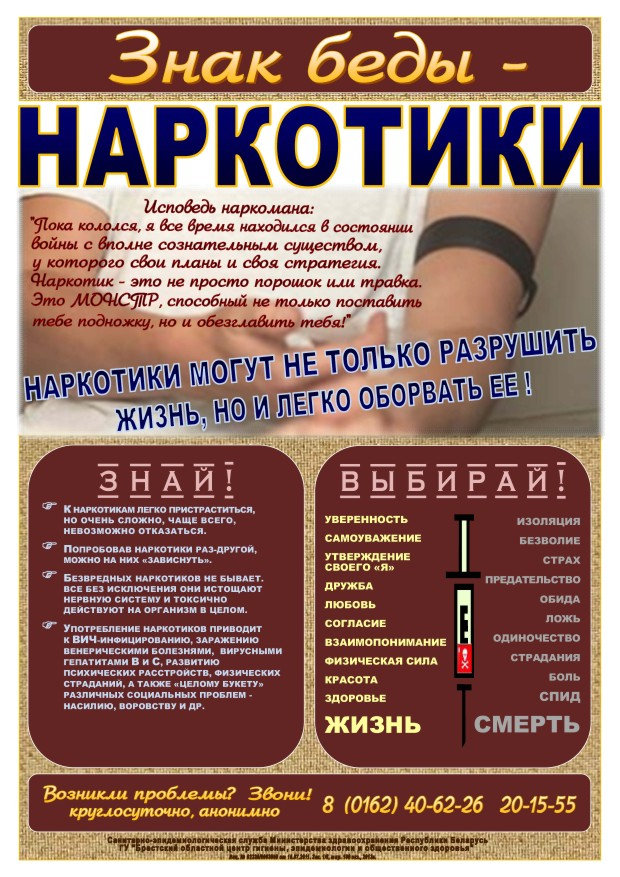 Знак беды -
НАРКОТИКИ
Исповедь наркомана:
"Пока кололся, я все время находился в состоянии
войны с вполне сознательным существом,
у которого свои планы и своя стратегия.
Наркотик - это не просто порошок или травка.
Это МОНСТР, способный не только поставить
тебе подножку, но и обезглавить тебя!"
НАРКОТИКИ МОГУТ НЕ ТОЛЬКО РАЗРУШИТЬ
ЖИЗНЬ, НО И ЛЕГКО ОБОРВАТЬ ЕЕ !
ЗНАЙ!
☞ К НАРКОТИКАМ ЛЕГКО ПРИСТРАСТИТЬСЯ,
НО ОЧЕНЬ СЛОЖНО, ЧАЩЕ ВСЕГО,
НЕВОЗМОЖНО ОТКАЗАТЬСЯ.
☞ ПОПРОБОВАВ НАРКОТИКИ РАЗ-ДРУГОЙ,
МОЖНО НА НИХ «ЗАВИСНУТЬ».
☞ БЕЗВРЕДНЫХ НАРКОТИКОВ НЕ БЫВАЕТ.
ВСЕ БЕЗ ИСКЛЮЧЕНИЯ ОНИ ИСТОЩАЮТ
НЕРВНУЮ СИСТЕМУ И ТОКСИЧНО
ДЕЙСТВУЮТ НА ОРГАНИЗМ В ЦЕЛОМ.
☞ УПОТРЕБЛЕНИЕ НАРКОТИКОВ ПРИВОДИТ
К ВИЧ-ИНФИЦИРОВАНИЮ, ЗАРАЖЕНИЮ
ВЕНЕРИЧЕСКИМИ БОЛЕЗНЯМИ, ВИРУСНЫМИ
ГЕПАТИТАМИ В И С, РАЗВИТИЮ
ПСИХИЧЕСКИХ РАССТРОЙСТВ, ФИЗИЧЕСКИХ
СТРАДАНИЙ, А ТАКЖЕ «ЦЕЛОМУ БУКЕТУ»
РАЗЛИЧНЫХ СОЦИАЛЬНЫХ ПРОБЛЕМ -
НАСИЛИЮ, ВОРОВСТВУ И ДР.
ВЫБИРАЙ!
УВЕРЕННОСТЬ
САМОУВАЖЕНИЕ
УТВЕРЖДЕНИЕ
СВОЕГО «Я»
ДРУЖБА
ЛЮБОВЬ
СОГЛАСИЕ
ВЗАИМОПОНИМАНИЕ
ФИЗИЧЕСКАЯ СИЛА
КРАСОТА
ЗДОРОВЬЕ
ЖИЗНЬ
ИЗОЛЯЦИЯ
БЕЗВОЛИЕ
СТРАХ
ПРЕДАТЕЛЬСТВО
ОБИДА
ЛОЖЬ
ОДИНОЧЕСТВО
СТРАДАНИЯ
БОЛЬ
СПИД
СМЕРТЬ
Возникли проблемы? Звони!
круглосуточно, анонимно
8 (0162) 40-62-26 20-15-55
Санитарно-эпидемиологическая служба Министерства здравоохранения Республики Беларусь
ГУ "Брестский областной центр гигиены, эпидемиологии и общественного здоровья"